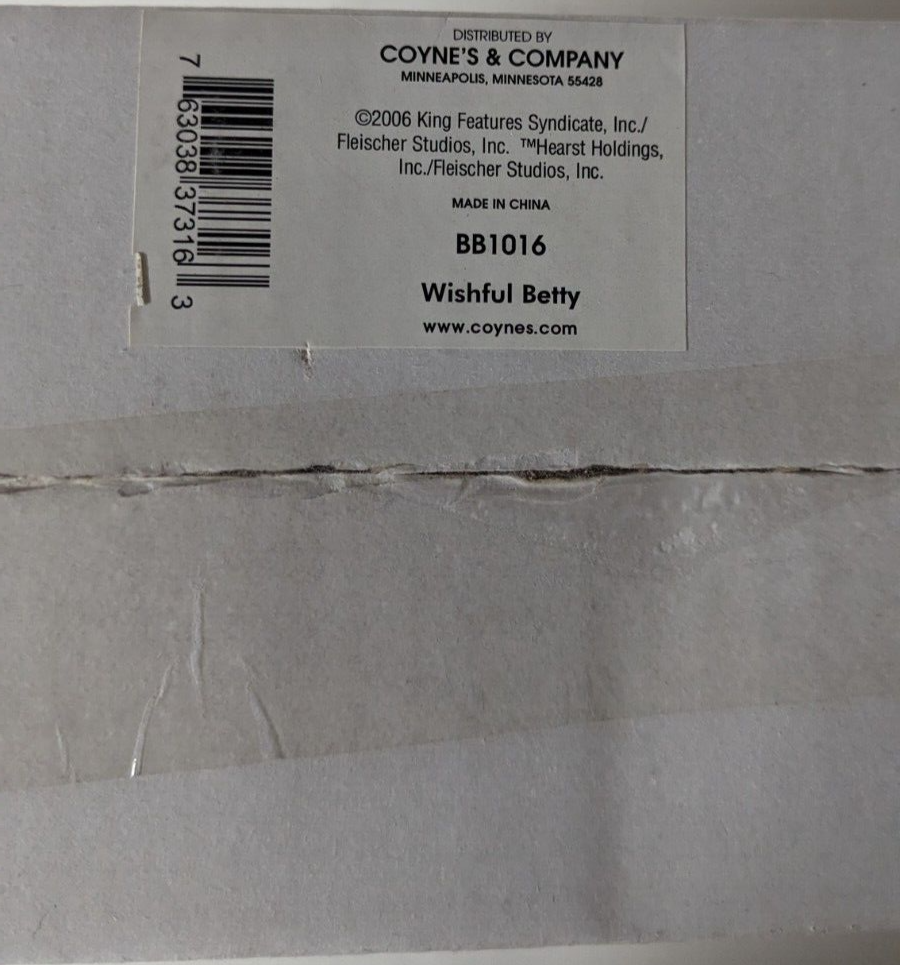 DISTRIBUTED BY
COYNE'S & COMPANY
MINNEAPOLIS, MINNESOTA 55428
©2006 King Features Syndicate, Inc./
Fleischer Studios, Inc. ™Hearst Holdings,
Inc./Fleischer Studios, Inc.
MADE IN CHINA
BB1016
Wishful Betty
www.coynes.com
7 63038 37316 3